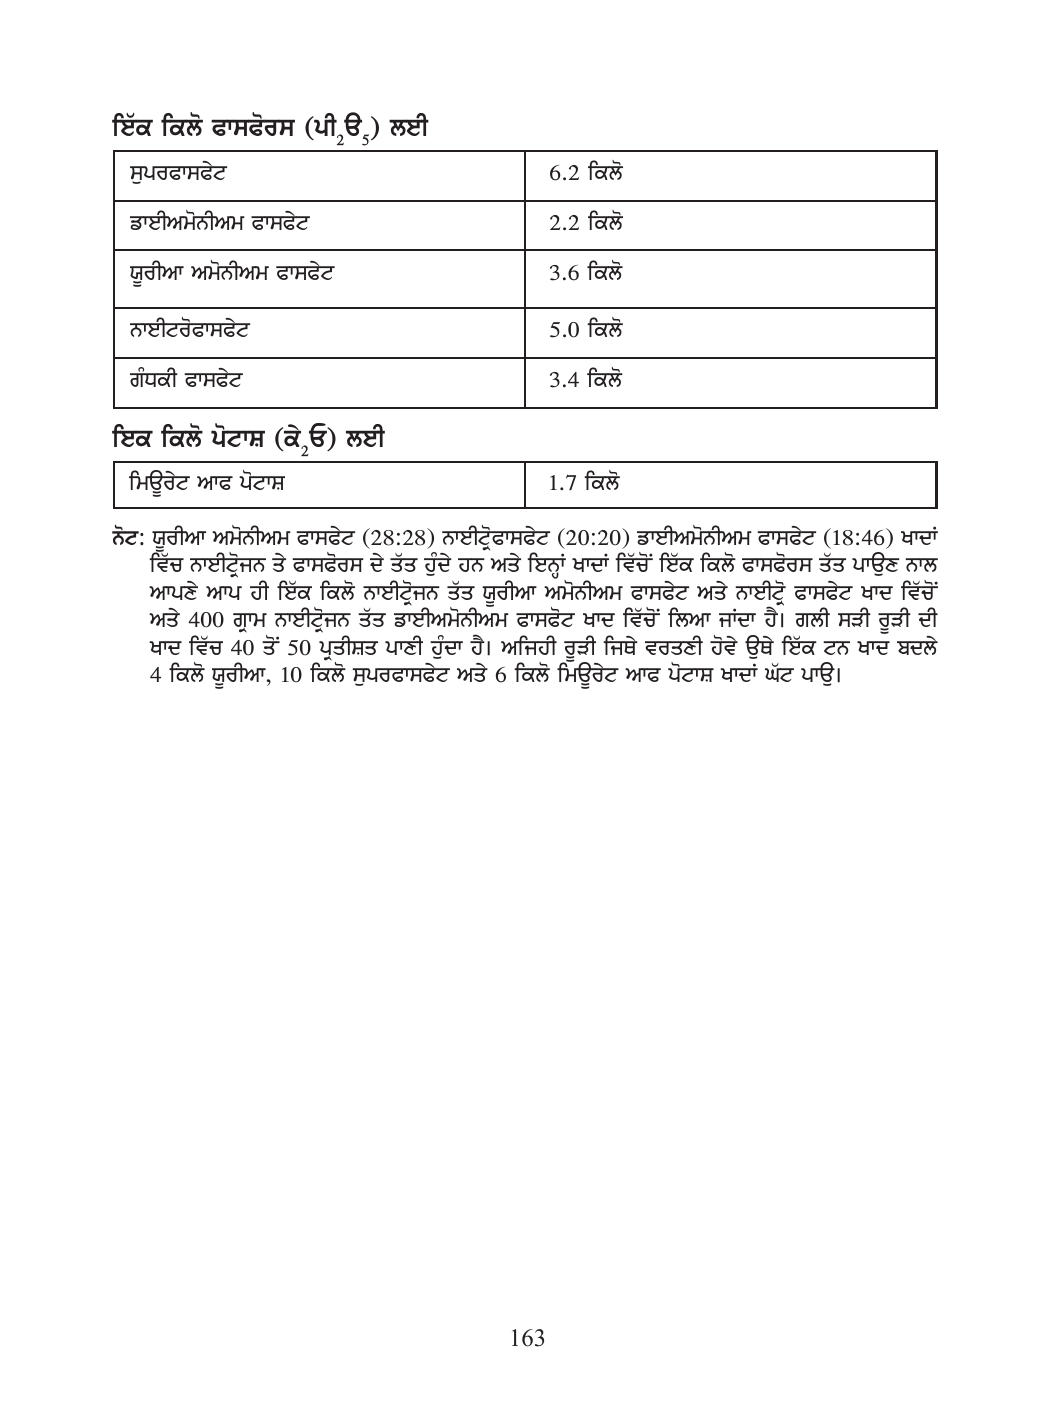 ਇੱਕ ਕਿਲੋ ਫਾਸਫੋਰਸ (ਪੀ2ੳ5) ਲਈ
ਸੁਪਰਫਾਸਫੇਟ 6.2 ਕਿਲੋ
ਡਾਈਅਮੋਨੀਅਮ ਫਾਸਫੇਟ 2.2 ਕਿਲੋ
ਯੂਰੀਆ ਅਮੋਨੀਅਮ ਫਾਸਫੇਟ 3.6 ਕਿਲੋ
ਨਾਈਟਰੋਫਾਸਫੇਟ 5.0 ਕਿਲੋ
ਗੰਧਕੀ ਫਾਸਫੇਟ 3.4 ਕਿਲੋ
ਇਕ ਕਿਲੋ ਪੋਟਾਸ਼ (ਕੇ2ਓ) ਲਈ
ਮਿਊਰੇਟ ਆਫ ਪੋਟਾਸ਼ 1.7 ਕਿਲੋ
ਨੋਟ: ਯੂਰੀਆ ਅਮੋਨੀਅਮ ਫਾਸਫੇਟ (28:28) ਨਾਈਟ੍ਰੋਫਾਸਫੇਟ (20:20) ਡਾਈਅਮੋਨੀਅਮ ਫਾਸਫੇਟ (18:46) ਖਾਦਾਂ
ਵਿੱਚ ਨਾਈਟ੍ਰੋਜਨ ਤੇ ਫਾਸਫੋਰਸ ਦੇ ਤੱਤ ਹੁੰਦੇ ਹਨ ਅਤੇ ਇਨ੍ਹਾਂ ਖਾਦਾਂ ਵਿੱਚੋਂ ਇੱਕ ਕਿਲੋ ਫਾਸਫੋਰਸ ਤੱਤ ਪਾਉਣ ਨਾਲ
ਆਪਣੇ ਆਪ ਹੀ ਇੱਕ ਕਿਲੋ ਨਾਈਟ੍ਰੋਜਨ ਤੱਤ ਯੂਰੀਆ ਅਮੋਨੀਅਮ ਫਾਸਫੇਟ ਅਤੇ ਨਾਈਟ੍ਰੋ ਫਾਸਫੇਟ ਖਾਦ ਵਿੱਚੋਂ
ਅਤੇ 400 ਗ੍ਰਾਮ ਨਾਈਟ੍ਰੋਜਨ ਤੱਤ ਡਾਈਅਮੋਨੀਅਮ ਫਾਸਫੋਟ ਖਾਦ ਵਿੱਚੋਂ ਲਿਆ ਜਾਂਦਾ ਹੈ। ਗਲੀ ਸੜੀ ਰੂੜੀ ਦੀ
ਖਾਦ ਵਿੱਚ 40 ਤੋਂ 50 ਪ੍ਰਤੀਸ਼ਤ ਪਾਣੀ ਹੁੰਦਾ ਹੈ। ਅਜਿਹੀ ਰੂੜੀ ਜਿਥੇ ਵਰਤਣੀ ਹੋਵੇ ਉਥੇ ਇੱਕ ਟਨ ਖਾਦ ਬਦਲੇ
4 ਕਿਲੋ ਯੂਰੀਆ, 10 ਕਿਲੋ ਸੁਪਰਫਾਸਫੇਟ ਅਤੇ 6 ਕਿਲੋ ਮਿਊਰੇਟ ਆਫ ਪੋਟਾਸ਼ ਖਾਦਾਂ ਘੱਟ ਪਾਉ।
163